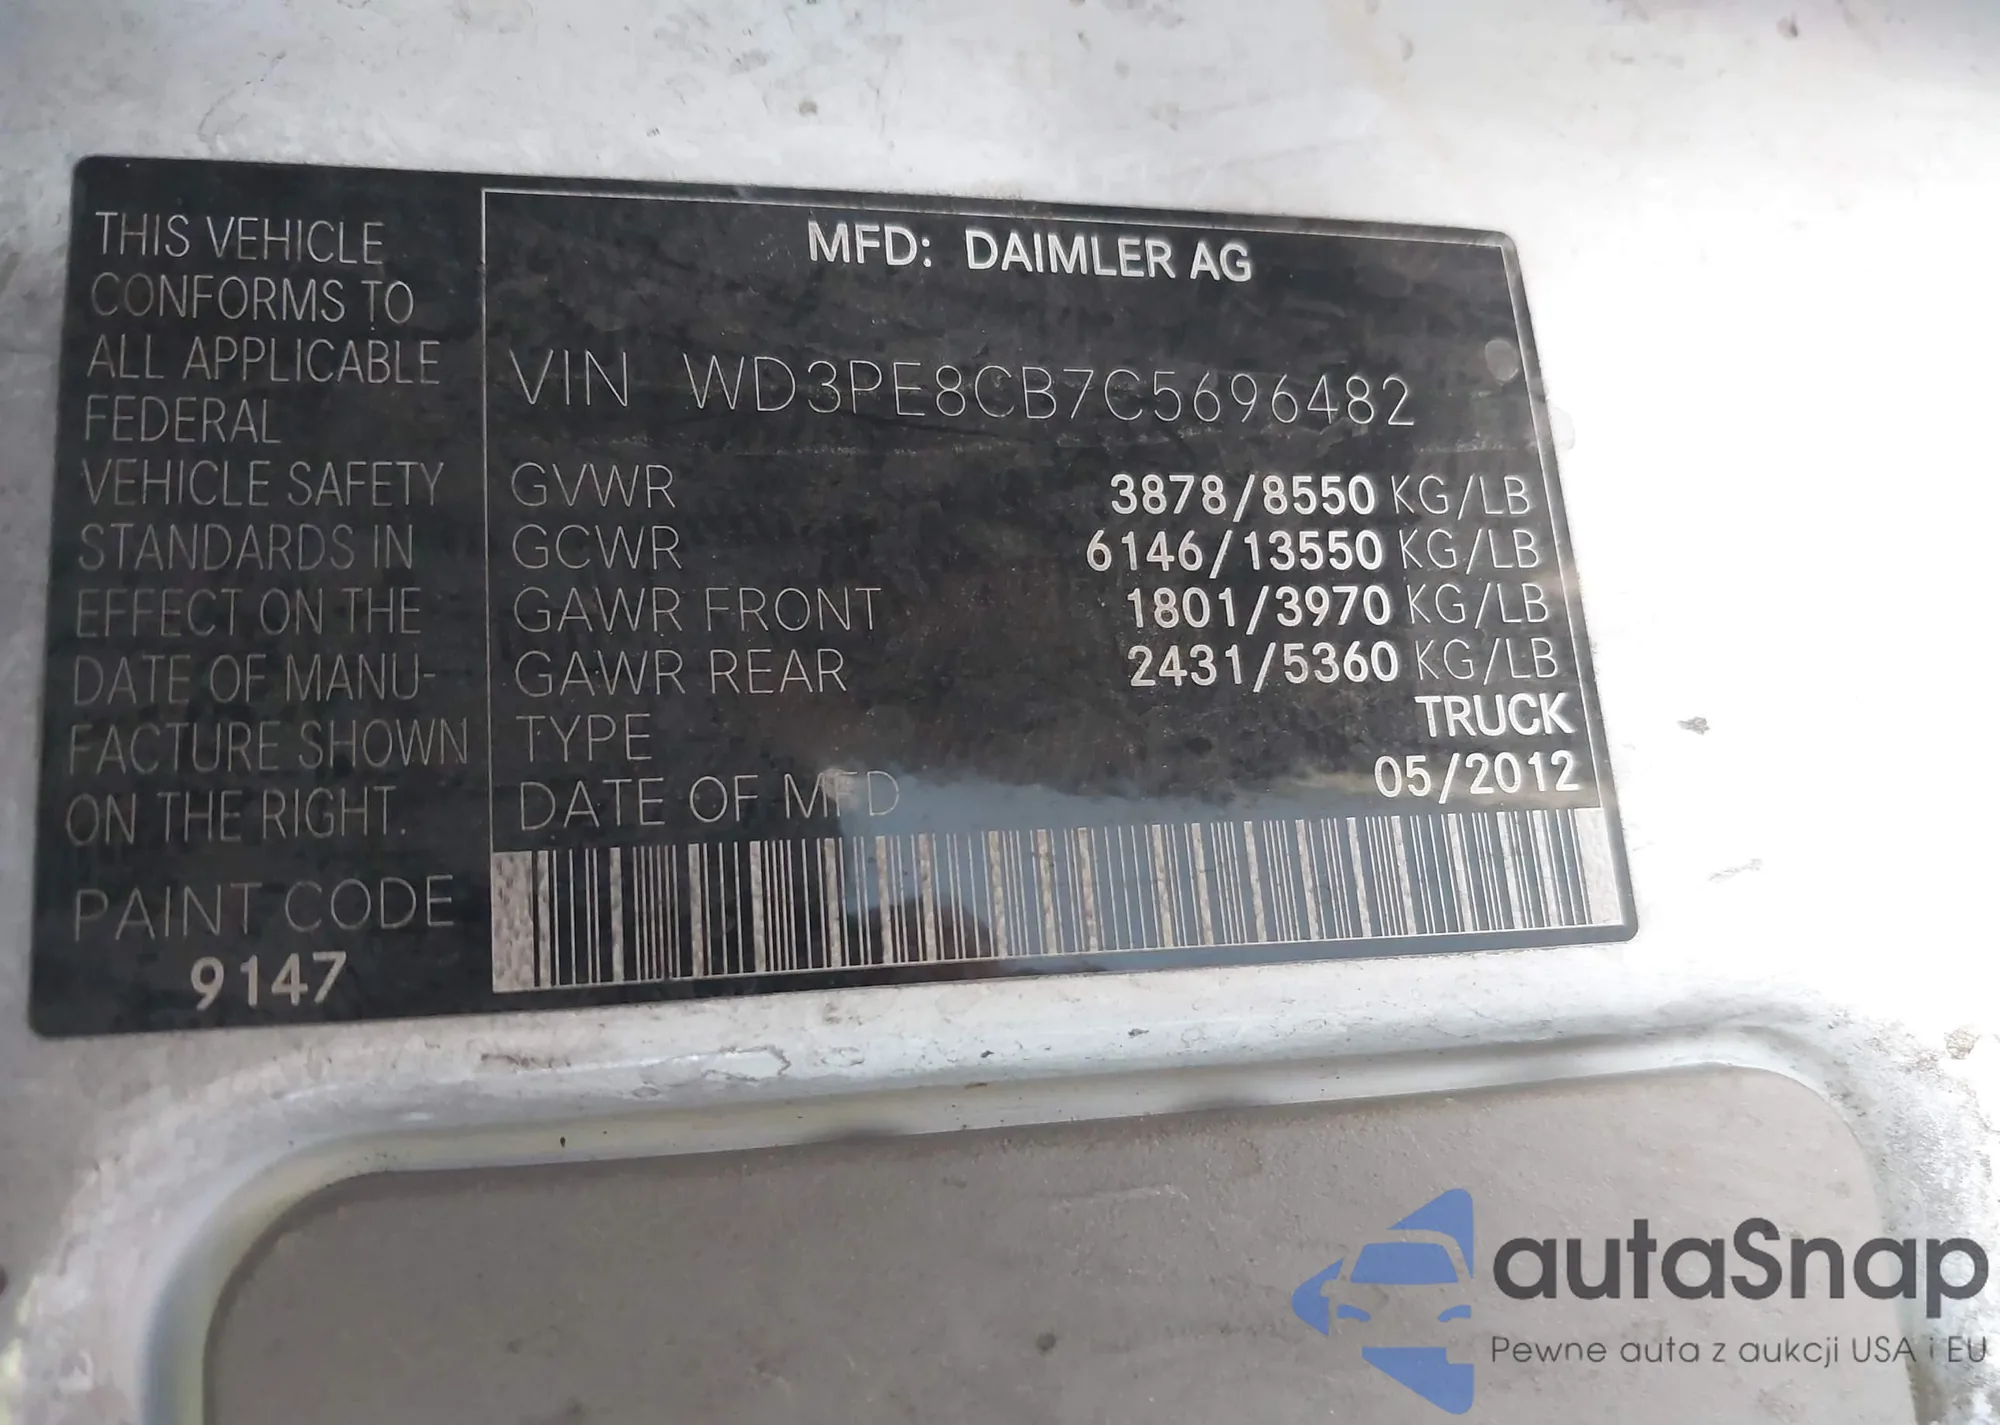 THIS VEHICLE
CONFORMS TO
ALL APPLICABLE
FEDERAL
VEHICLE SAFETY
STANDARDS IN
EFFECT ON THE
DATE OF MANU-
FACTURE SHOWN
ON THE RIGHT.
PAINT CODE
9147
MFD: DAIMLER AG
VIN WD3PE8CB7C5696482
GVWR 3878/8550 KG/LB
GCWR 6146/13550 KG/LB
GAWR FRONT 1801/3970 KG/LB
GAWR REAR 2431/5360 KG/LB
TYPE TRUCK
DATE OF MFD 05/2012
autaSnap
Pewne auta z aukcji USA i EU